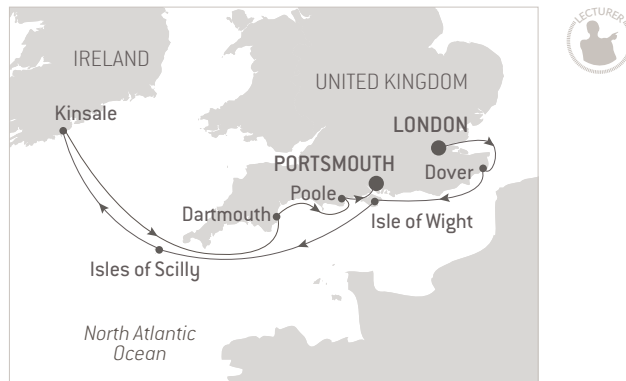 IRELAND
UNITED KINGDOM
Kinsale
LONDON
PORTSMOUTH
Dover
Poole
Dartmouth
Isle of Wight
Isles of Scilly
North Atlantic
Ocean
LECTURER